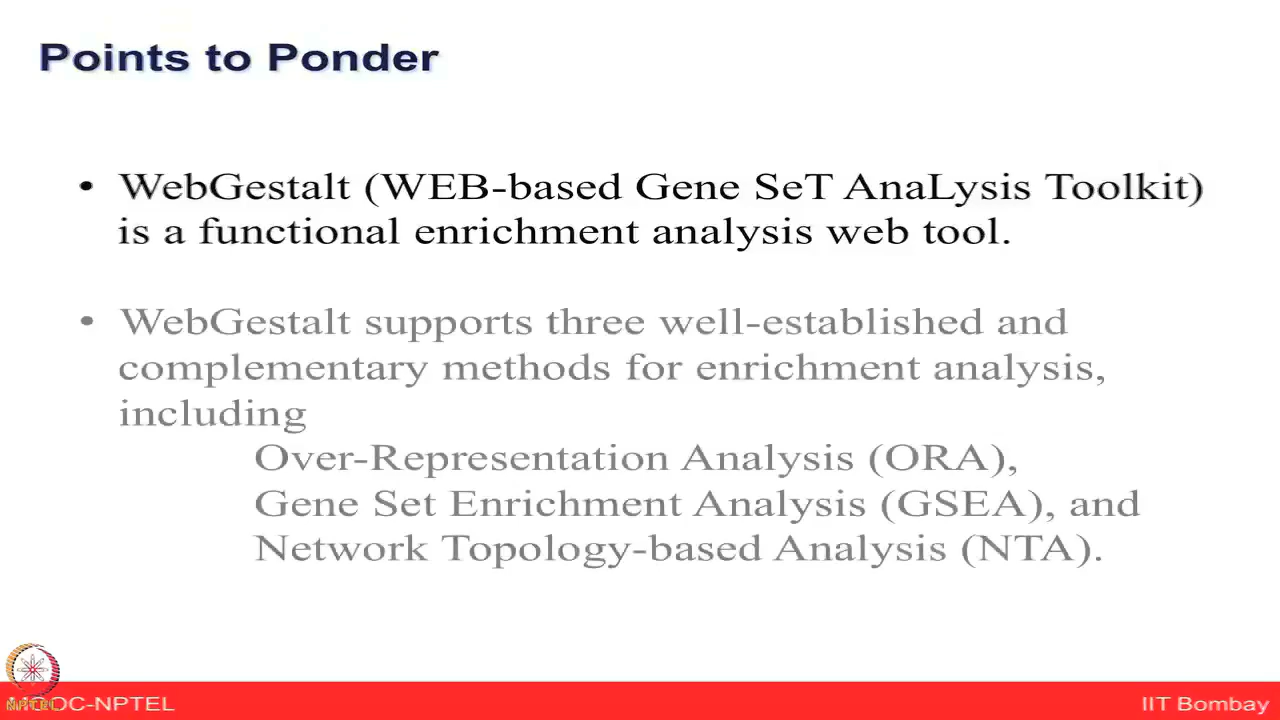 Points to Ponder
• WebGestalt (WEB-based Gene SeT AnaLysis Toolkit)
is a functional enrichment analysis web tool.
• WebGestalt supports three well-established and
complementary methods for enrichment analysis,
including
Over-Representation Analysis (ORA),
Gene Set Enrichment Analysis (GSEA), and
Network Topology-based Analysis (NTA).
NPTEL
MOOC-NPTEL
IIT Bombay